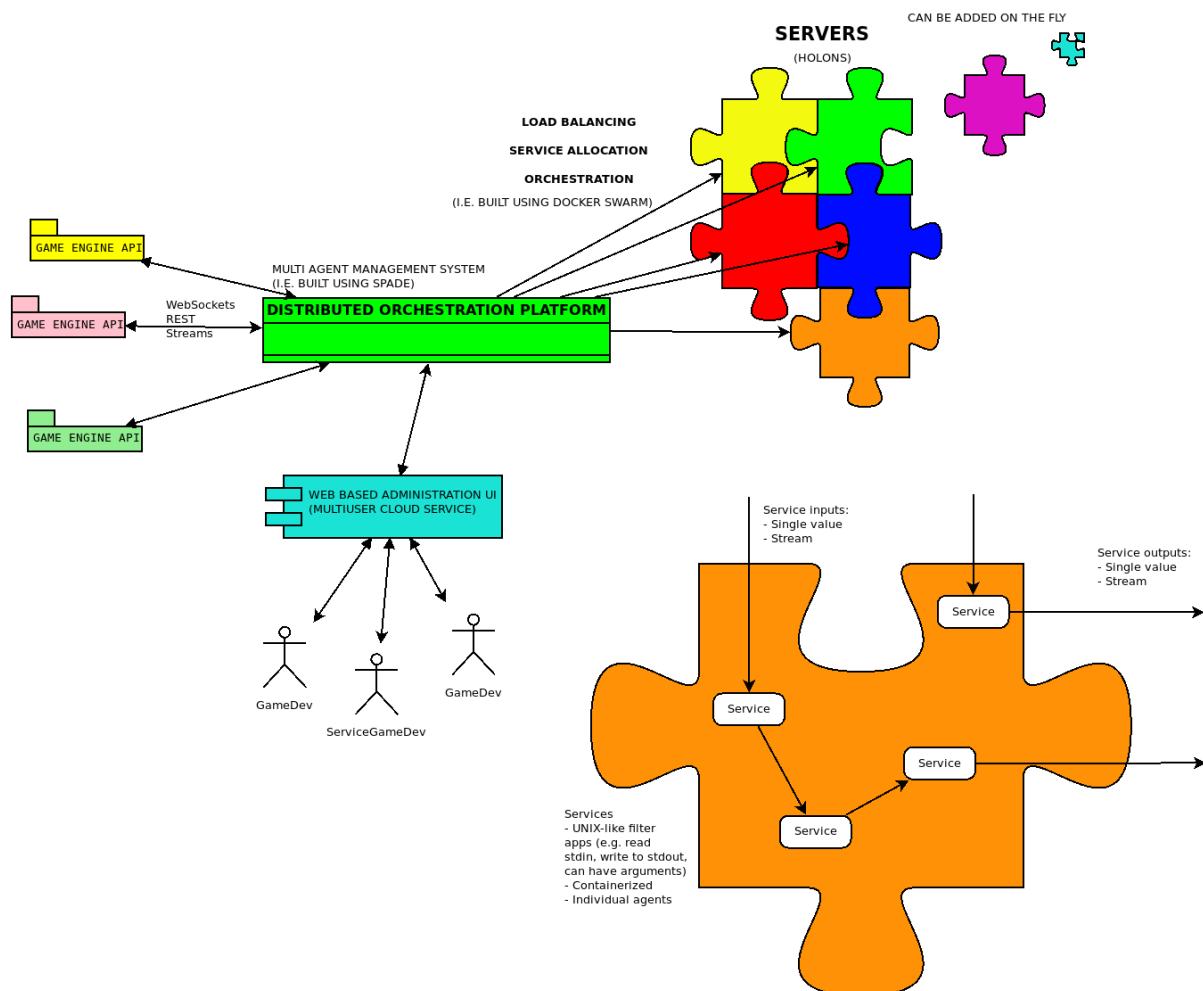 CAN BE ADDED ON THE FLY
SERVERS
(HOLONS)
LOAD BALANCING
SERVICE ALLOCATION
ORCHESTRATION
(I.E. BUILT USING DOCKER SWARM)
GAME ENGINE API
MULTI AGENT MANAGEMENT SYSTEM
(I.E. BUILT USING SPADE)
WebSockets
REST
Streams
GAME ENGINE API
DISTRIBUTED ORCHESTRATION PLATFORM
GAME ENGINE API
WEB BASED ADMINISTRATION UI
(MULTIUSER CLOUD SERVICE)
GameDev
ServiceGameDev
GameDev
Service inputs:
- Single value
- Stream
Service outputs:
- Single value
- Stream
Service
Service
Service
Service
Services
- UNIX-like filter
apps (e.g. read
stdin, write to stdout,
can have arguments)
- Containerized
- Individual agents